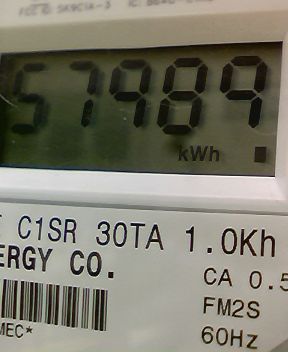 57989
kWh
C1SR 30TA 1.0Kh
ERGY CO.
CA 0.5
FM2S
MEC*
60Hz